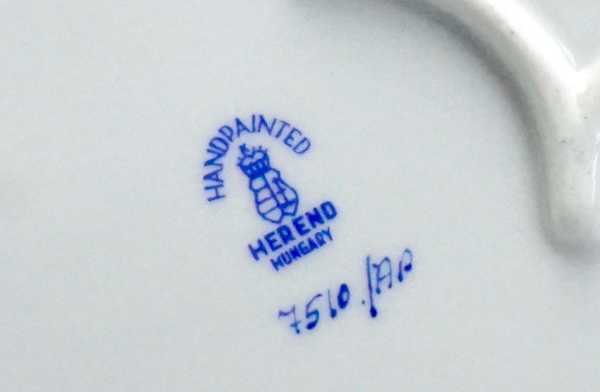 HANDPAINTED
HEREND
HUNGARY
7510/AP